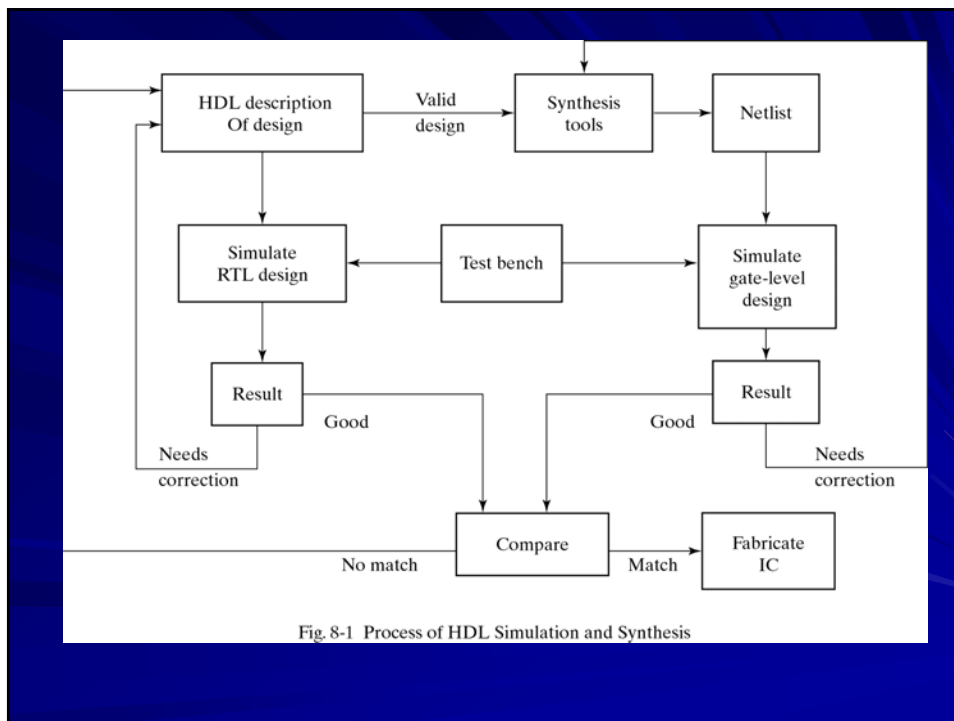 HDL description
Of design
Valid
design
Synthesis
tools
Netlist
Simulate
RTL design
Test bench
Simulate
gate-level
design
Result
Good
Needs
correction
Result
Good
Needs
correction
Compare
No match
Match
Fabricate
IC
Fig. 8-1 Process of HDL Simulation and Synthesis